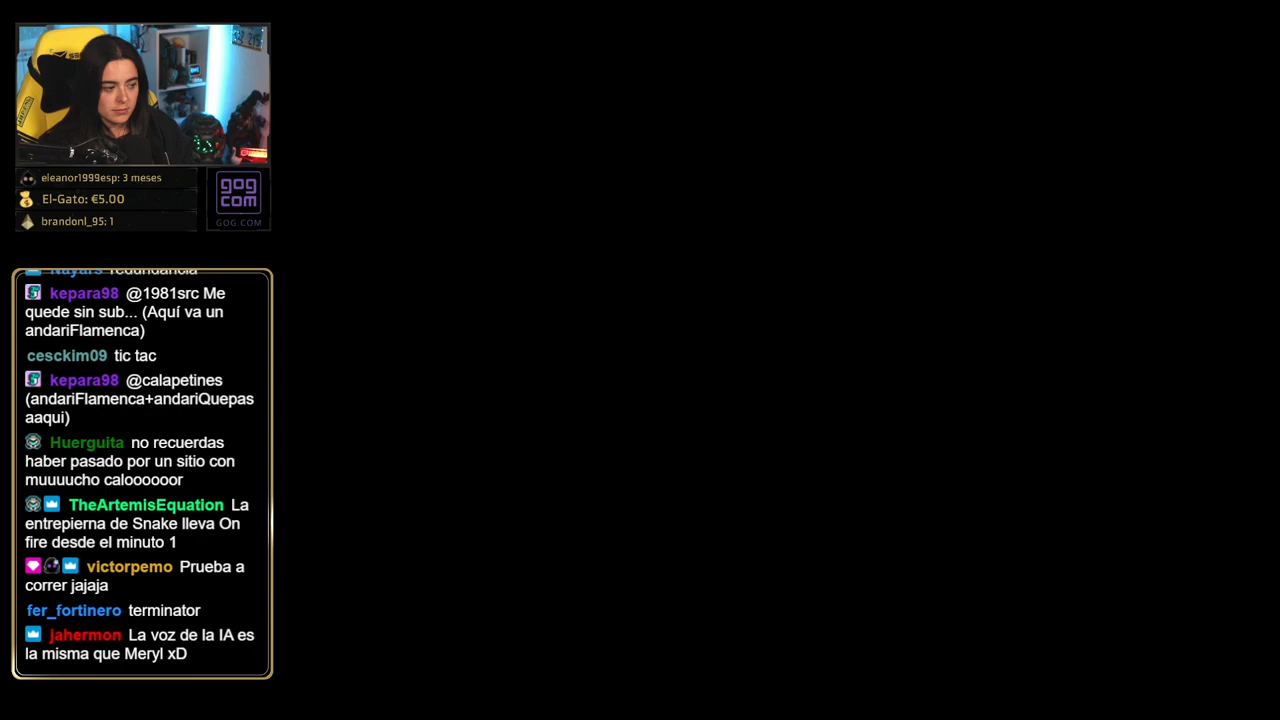 eleanor1999esp: 3 meses
El-Gato: €5.00
brandonl_95: 1
gog
com
GOG.COM
Nayars redundancia
kepara98 @1981src Me
quede sin sub... (Aquí va un
andariFlamenca)
cesckim09 tic tac
kepara98 @calapetines
(andariFlamenca+andariQuepas
aaqui)
Huerguita no recuerdas
haber pasado por un sitio con
muuuucho caloooooor
TheArtemisEquation La
entrepierna de Snake lleva On
fire desde el minuto 1
victorpemo Prueba a
correr jajaja
fer_fortinero terminator
jahermon La voz de la IA es
la misma que Meryl xD